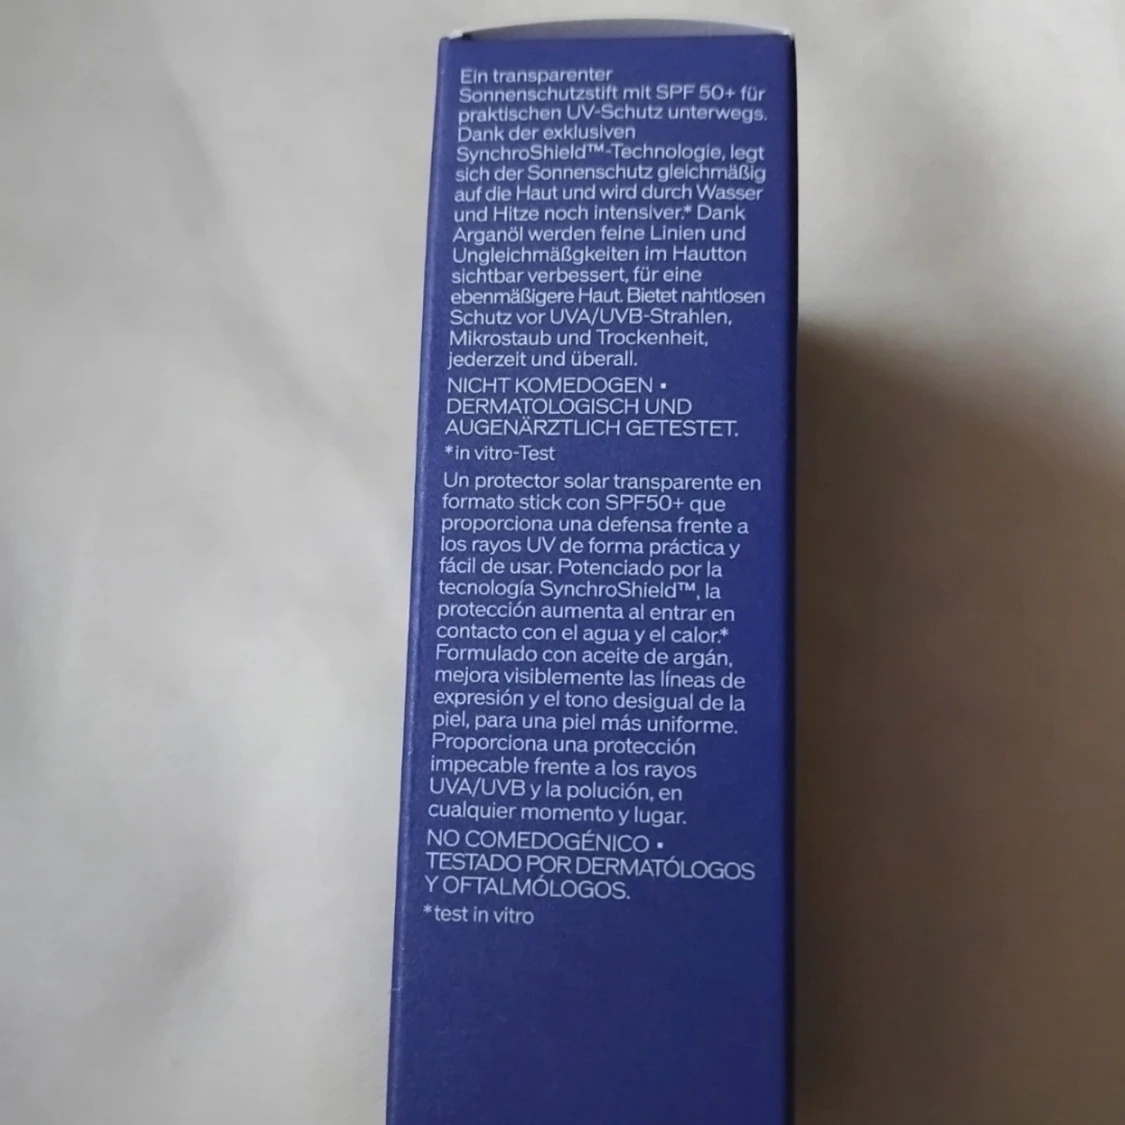 Ein transparenter
Sonnenschutzstift mit SPF 50+ für
praktischen UV-Schutz unterwegs.
Dank der exklusiven
SynchroShield™-Technologie, legt
sich der Sonnenschutz gleichmäßig
auf die Haut und wird durch Wasser
und Hitze noch intensiver.* Dank
Arganöl werden feine Linien und
Ungleichmäßgkeiten im Hautton
sichtbar verbessert, für eine
ebenmäßigere Haut. Bietet nahtlosen
Schutz vor UVA/UVB-Strahlen,
Mikrostaub und Trockenheit,
jederzeit und überall.
NICHT KOMEDOGEN ▪
DERMATOLOGISCH UND
AUGENÄRZTLICH GETESTET.
*in vitro-Test
Un protector solar transparente en
formato stick con SPF50+ que
proporciona una defensa frente a
los rayos UV de forma práctica y
fácil de usar. Potenciado por la
tecnología SynchroShield™, la
protección aumenta al entrar en
contacto con el agua y el calor.*
Formulado con aceite de argán,
mejora visiblemente las líneas de
expresión y el tono desigual de la
piel, para una piel más uniforme.
Proporciona una protección
impecable frente a los rayos
UVA/UVB y la polución, en
cualquier momento y lugar.
NO COMEDOGÉNICO ▪
TESTADO POR DERMATÓLOGOS
Y OFTALMÓLOGOS.
*test in vitro